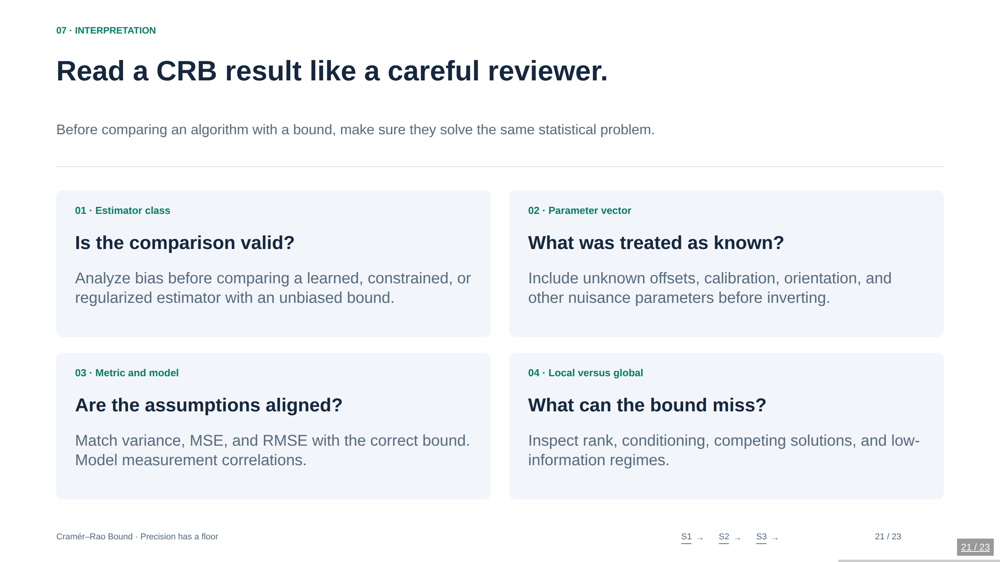 07 · INTERPRETATION
Read a CRB result like a careful reviewer.
Before comparing an algorithm with a bound, make sure they solve the same statistical problem.
01 · Estimator class
Is the comparison valid?
Analyze bias before comparing a learned, constrained, or
regularized estimator with an unbiased bound.
02 · Parameter vector
What was treated as known?
Include unknown offsets, calibration, orientation, and
other nuisance parameters before inverting.
03 · Metric and model
Are the assumptions aligned?
Match variance, MSE, and RMSE with the correct bound.
Model measurement correlations.
04 · Local versus global
What can the bound miss?
Inspect rank, conditioning, competing solutions, and low-
information regimes.
Cramér–Rao Bound · Precision has a floor
S1 → S2 → S3 →
21 / 23
21 / 23